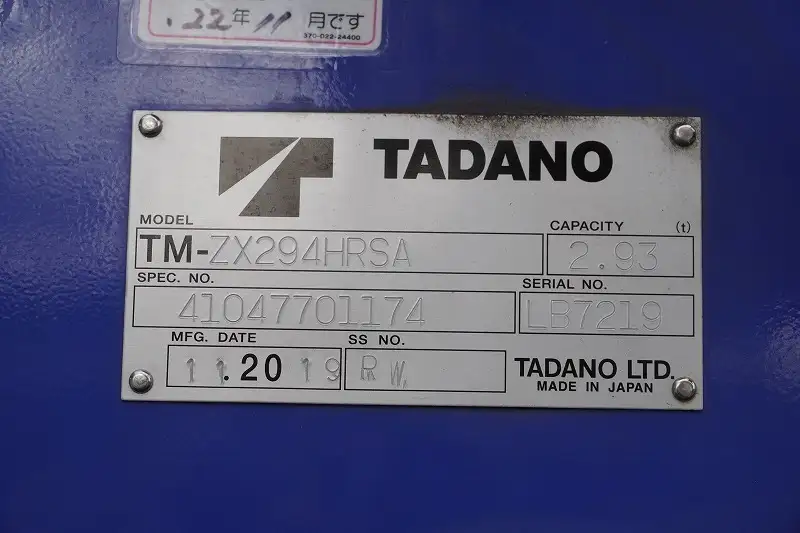 .22年11月です
370-022-24400
TADANO
MODEL
CAPACITY (t)
TM-ZX294HRSA
2.93
SPEC. NO.
SERIAL NO.
41047701174
LB7219
MFG. DATE
SS NO.
11.2019
RW.
TADANO LTD.
MADE IN JAPAN